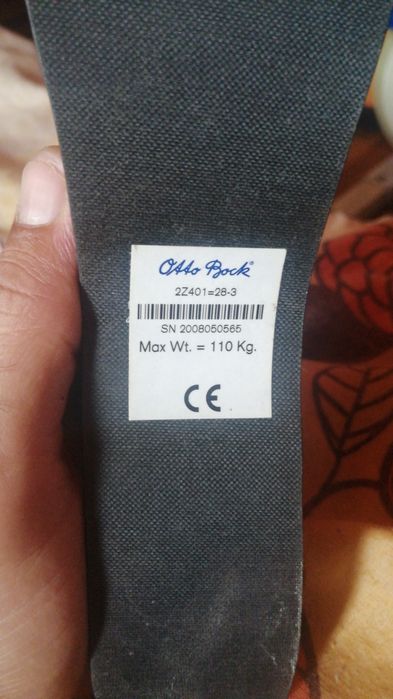 Otto Bock®
2Z401=28-3
SN 2008050565
Max Wt. = 110 Kg.
CE